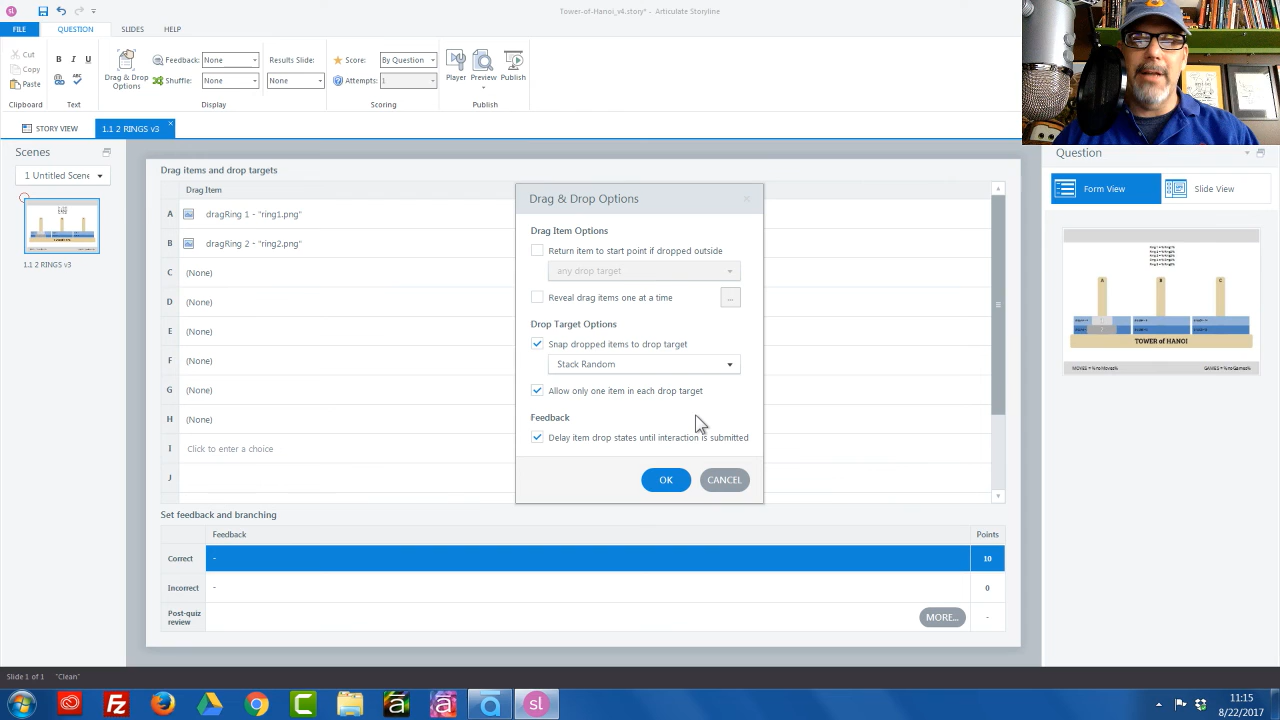 Tower-of-Hanoi_v4.story* - Articulate Storyline
FILE
QUESTION
SLIDES
HELP
Cut
Copy
Paste
Clipboard
B I U
ABC
Text
Drag & Drop
Options
Feedback: None
Shuffle: None
Results Slide:
None
Display
Score: By Question
Attempts: 1
Scoring
Player
Preview
Publish
Publish
STORY VIEW
1.1 2 RINGS v3
Scenes
1 Untitled Scene
1.1 2 RINGS v3
Drag items and drop targets
Drag Item
A dragRing 1 - "ring1.png"
B dragRing 2 - "ring2.png"
C (None)
D (None)
E (None)
F (None)
G (None)
H (None)
I Click to enter a choice
J
Drag & Drop Options
Drag Item Options
Return item to start point if dropped outside
any drop target
Reveal drag items one at a time
...
Drop Target Options
Snap dropped items to drop target
Stack Random
Allow only one item in each drop target
Feedback
Delay item drop states until interaction is submitted
OK
CANCEL
Set feedback and branching
Feedback
Points
Correct - 10
Incorrect - 0
Post-quiz
review
MORE...
-
Question
Form View
Slide View
A B C
TOWER of HANOI
Slide 1 of 1 "Clean"
11:15
8/22/2017